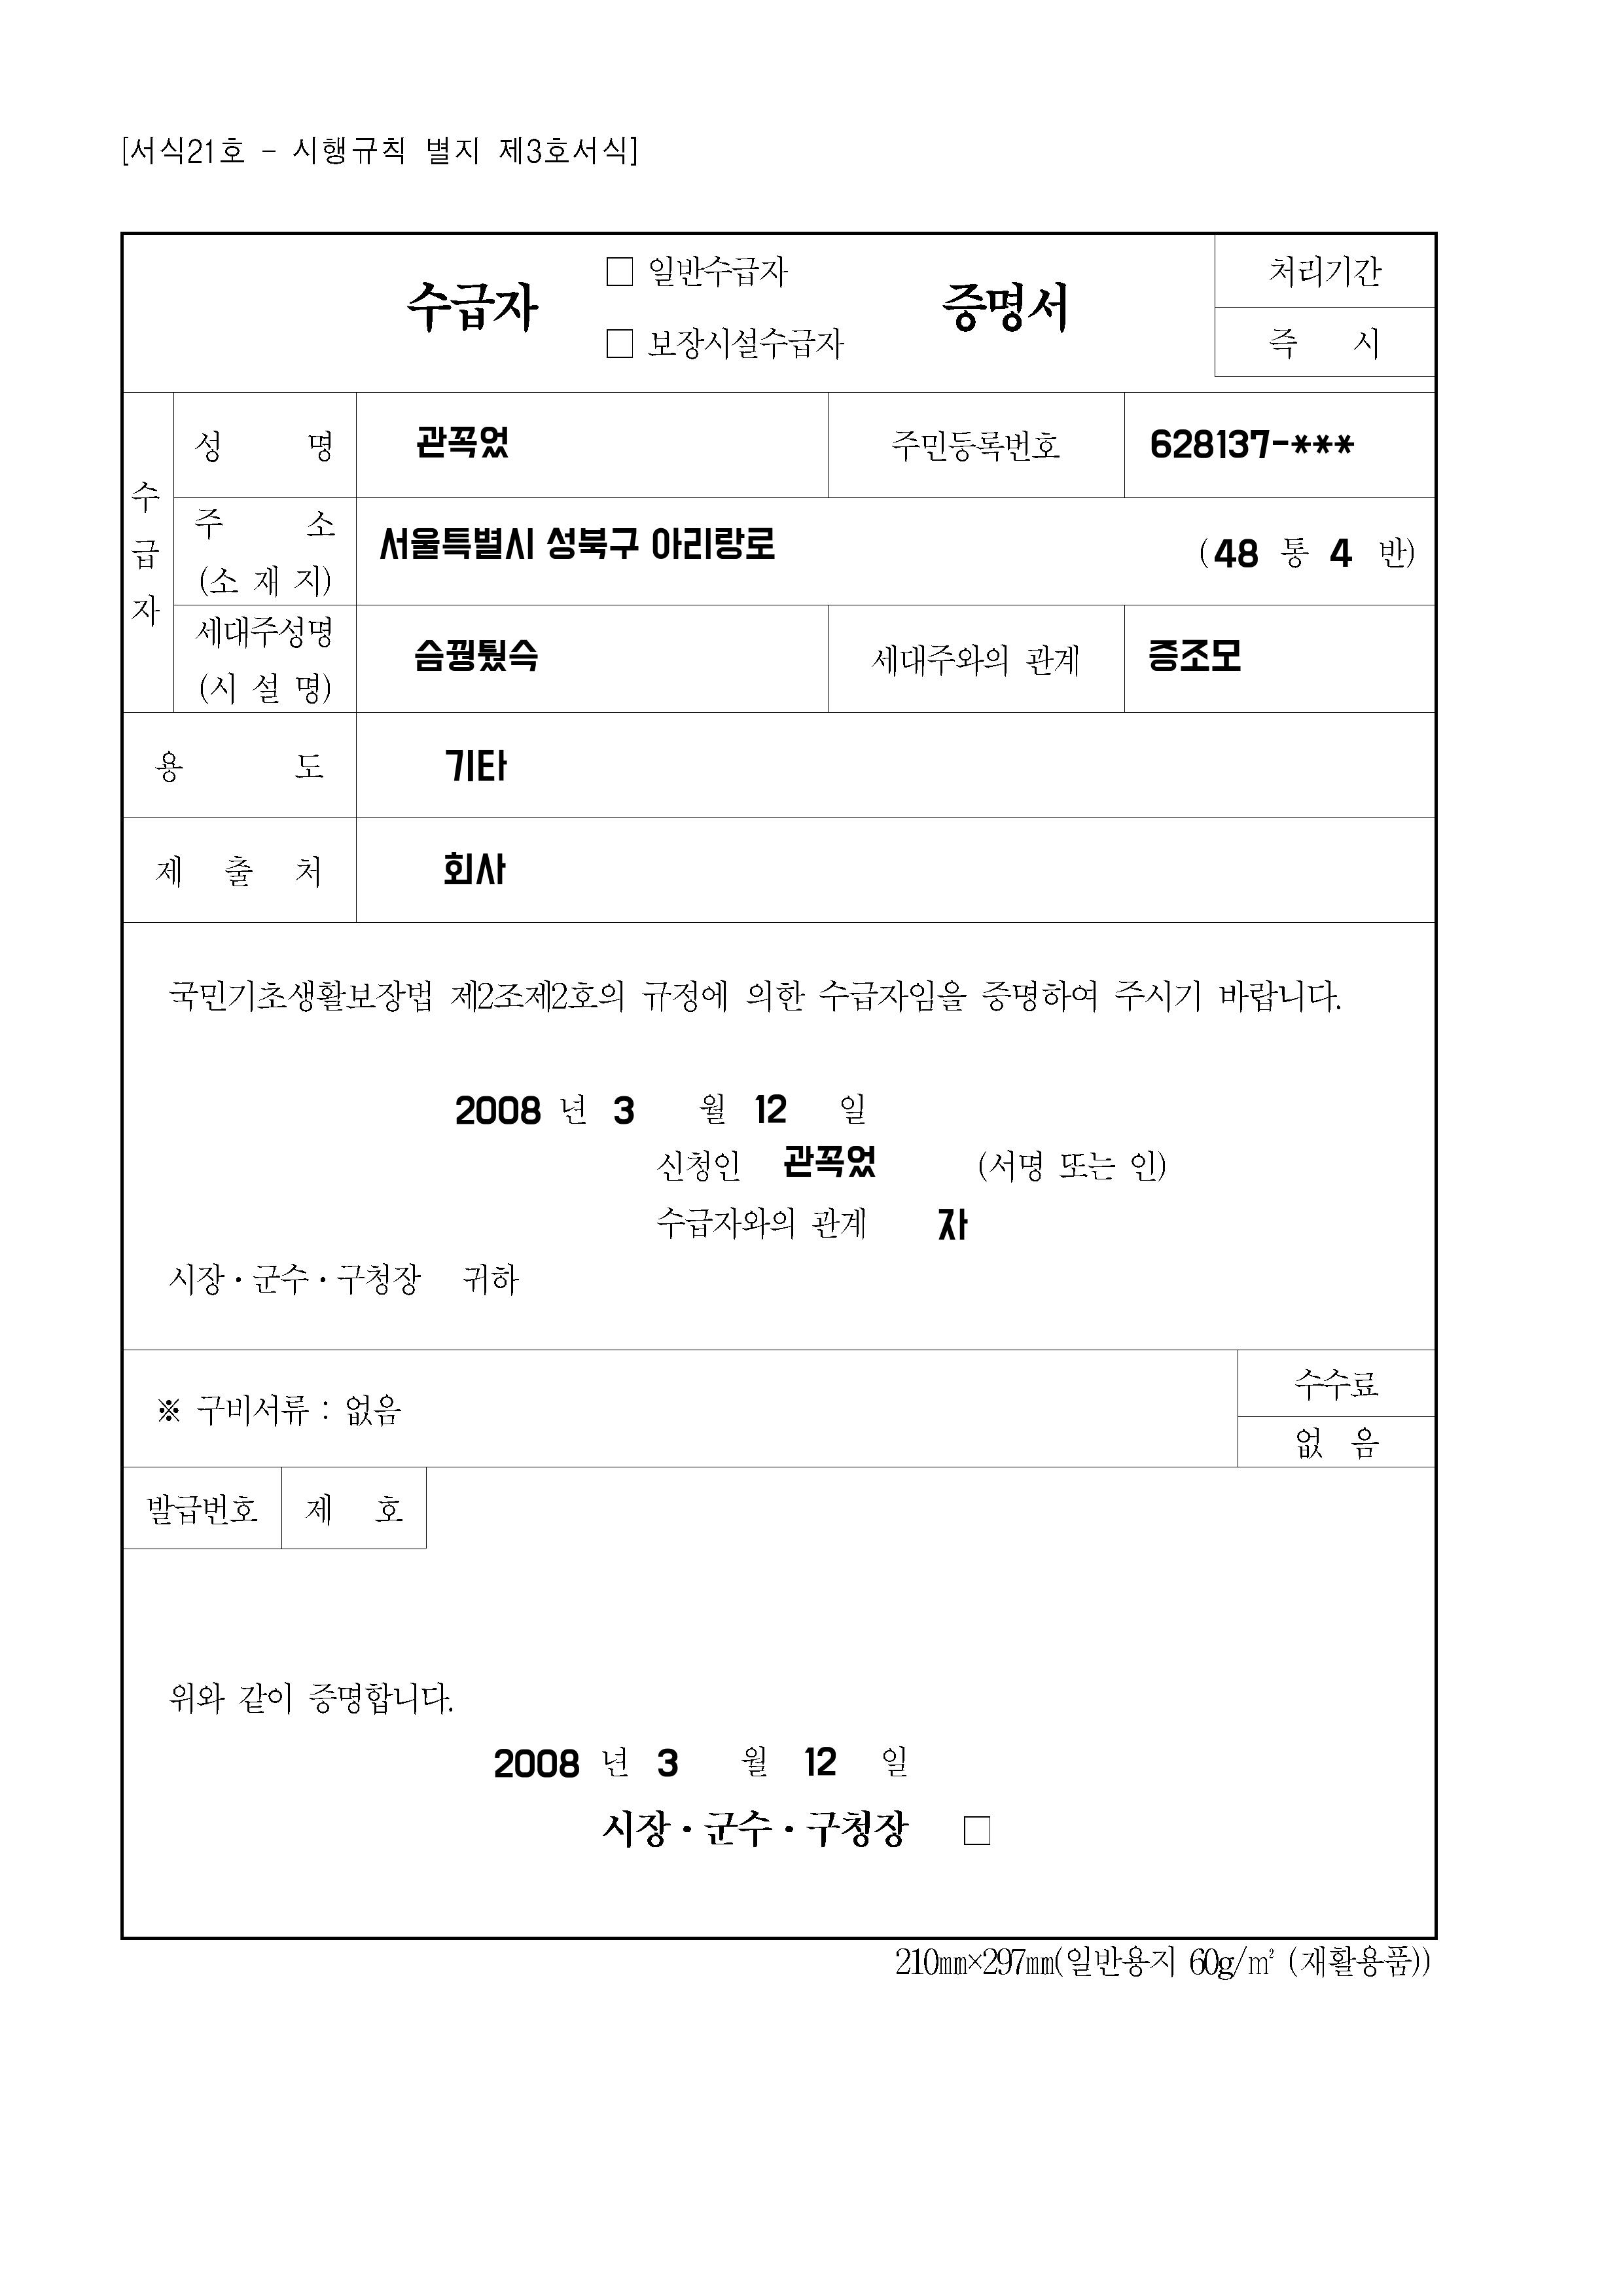 [서식21호 - 시행규칙 별지 제3호서식]
수급자 □ 일반수급자 □ 보장시설수급자 증명서
처리기간
즉 시
수급자
성 명 관꼭었 주민등록번호 628137-***
주 소 (소 재 지) 서울특별시 성북구 아리랑로 (48 통 4 반)
세대주성명 (시 설 명) 세대주와의 관계 증조모
용 도 기타
제 출 처 회사
국민기초생활보장법 제2조제2호의 규정에 의한 수급자임을 증명하여 주시기 바랍니다.
2008 년 3 월 12 일
신청인 관꼭었 (서명 또는 인)
수급자와의 관계 자
시장·군수·구청장 귀하
※ 구비서류 : 없음
수수료
없 음
발급번호 제 호
위와 같이 증명합니다.
2008 년 3 월 12 일
시장·군수·구청장 □
210㎜×297㎜(일반용지 60g/㎡ (재활용품))